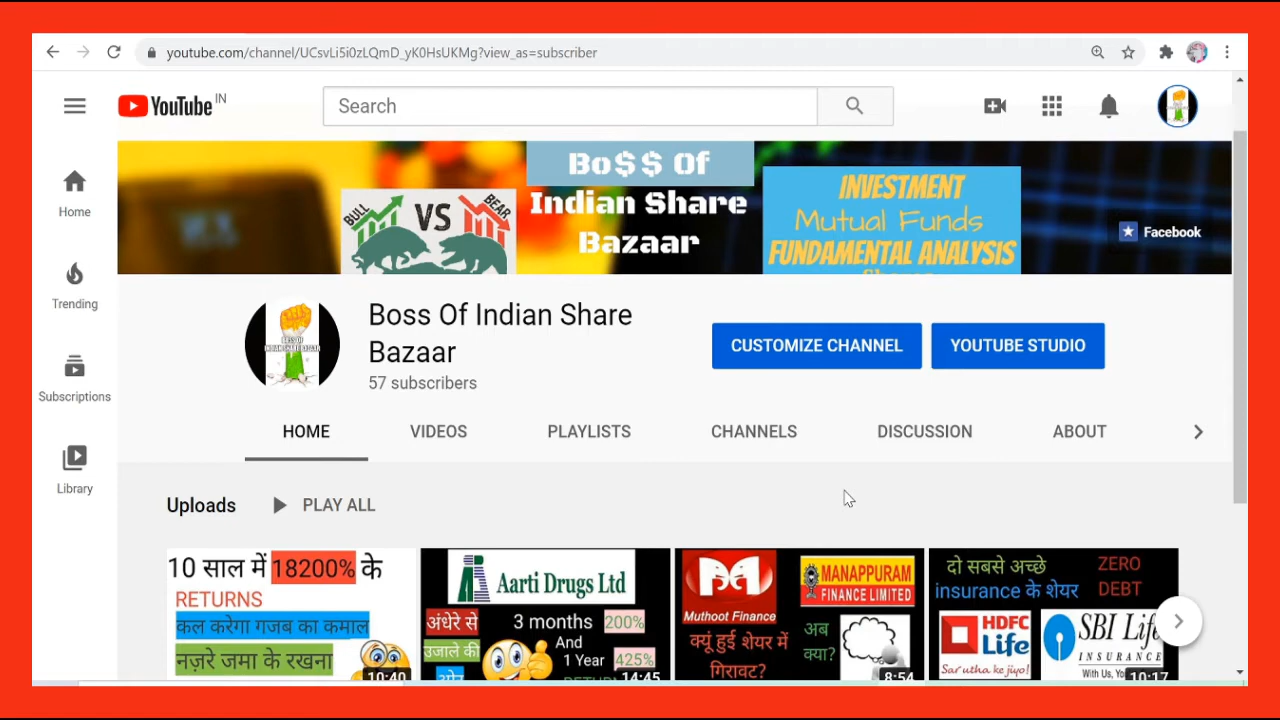 youtube.com/channel/UCsvLi5i0zLQmD_yK0HsUKMg?view_as=subscriber
YouTube IN
Search
Home
Trending
Subscriptions
Library
BULL VS BEAR
Bo$$ Of
Indian Share
Bazaar
INVESTMENT
Mutual Funds
FUNDAMENTAL ANALYSIS
Facebook
Boss Of Indian Share
Bazaar
57 subscribers
CUSTOMIZE CHANNEL
YOUTUBE STUDIO
HOME VIDEOS PLAYLISTS CHANNELS DISCUSSION ABOUT
Uploads PLAY ALL
10 साल में 18200% के
RETURNS
कल करेगा गजब का कमाल
नज़रे जमा के रखना
10:40
Aarti Drugs Ltd
अंधेरे से
उजाले की
ओर
3 months 200%
And
1 Year 425%
14:45
Muthoot Finance
MANAPPURAM
FINANCE LIMITED
क्यूं हुई शेयर में
गिरावट?
अब
क्या?
8:54
दो सबसे अच्छे
insurance के शेयर
ZERO
DEBT
HDFC
Life
Sar utha ke jiyo!
SBI Life
INSURANCE
With Us, You
10:17